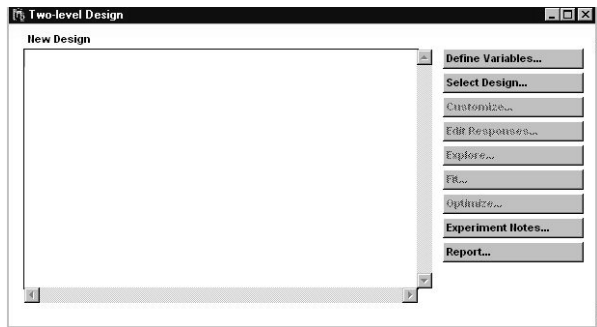 Two-level Design
New Design
Define Variables...
Select Design...
Customize...
Edit Responses...
Explore...
Fit...
Optimize...
Experiment Notes...
Report...